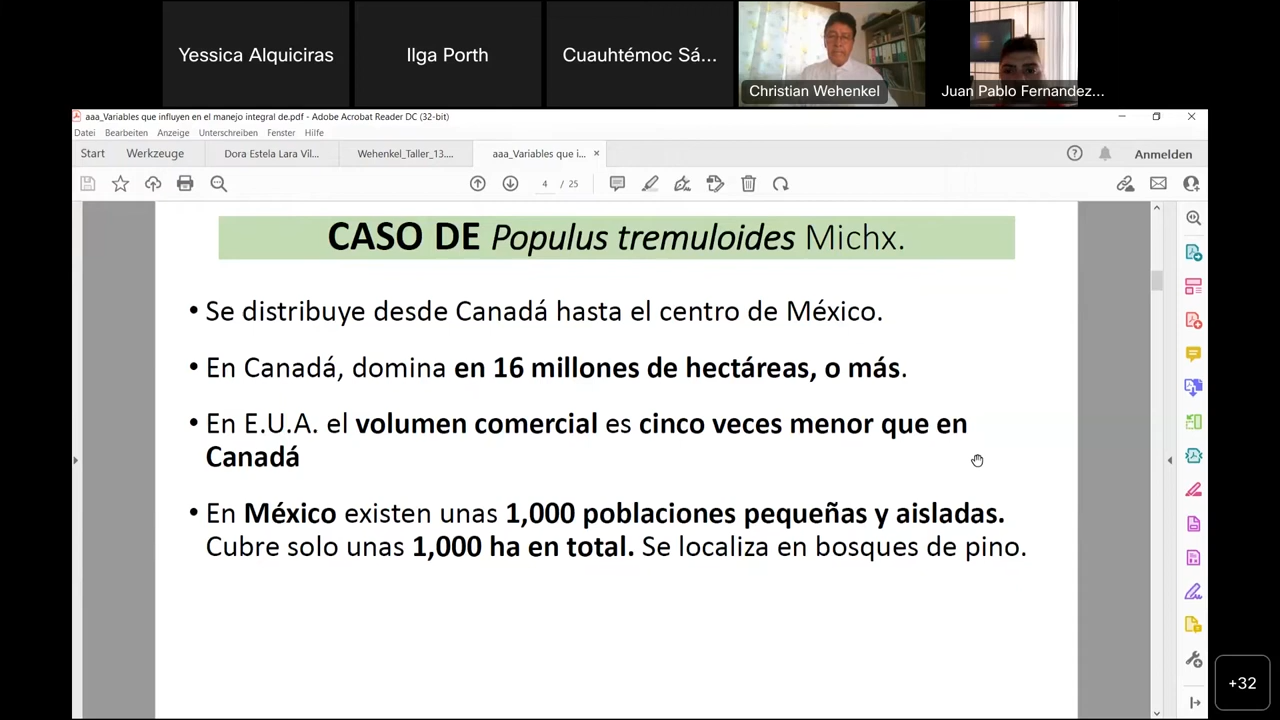 Yessica Alquiciras
Ilga Porth
Cuauhtémoc Sá...
Christian Wehenkel
Juan Pablo Fernandez...
aaa_Variables que influyen en el manejo integral de.pdf - Adobe Acrobat Reader DC (32-bit)
Datei Bearbeiten Anzeige Unterschreiben Fenster Hilfe
Start Werkzeuge Dora Estela Lara Vil... Wehenkel_Taller_13.... aaa_Variables que i... × Anmelden
4 / 25
CASO DE Populus tremuloides Michx.
• Se distribuye desde Canadá hasta el centro de México.
• En Canadá, domina en 16 millones de hectáreas, o más.
• En E.U.A. el volumen comercial es cinco veces menor que en
Canadá
• En México existen unas 1,000 poblaciones pequeñas y aisladas.
Cubre solo unas 1,000 ha en total. Se localiza en bosques de pino.
+32